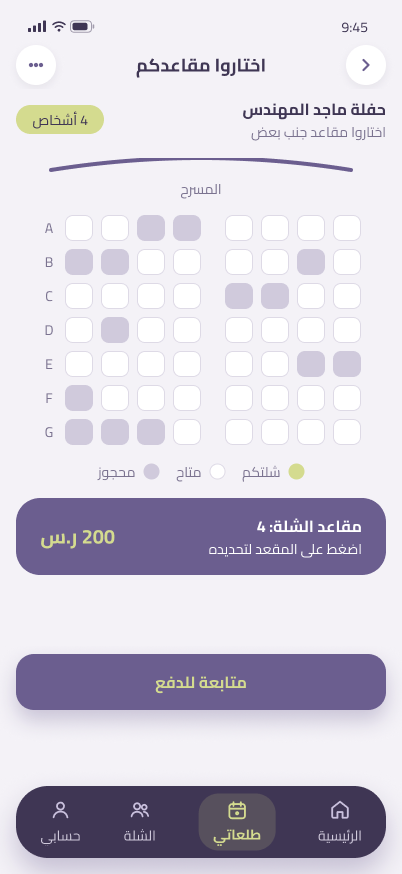 9:45
اختاروا مقاعدكم
حفلة ماجد المهندس
اختاروا مقاعد جنب بعض
4 أشخاص
المسرح
A
B
C
D
E
F
G
شلتكم
متاح
محجوز
مقاعد الشلة: 4
اضغط على المقعد لتحديده
200 ر.س
متابعة للدفع
الرئيسية
طلعاتي
الشلة
حسابي